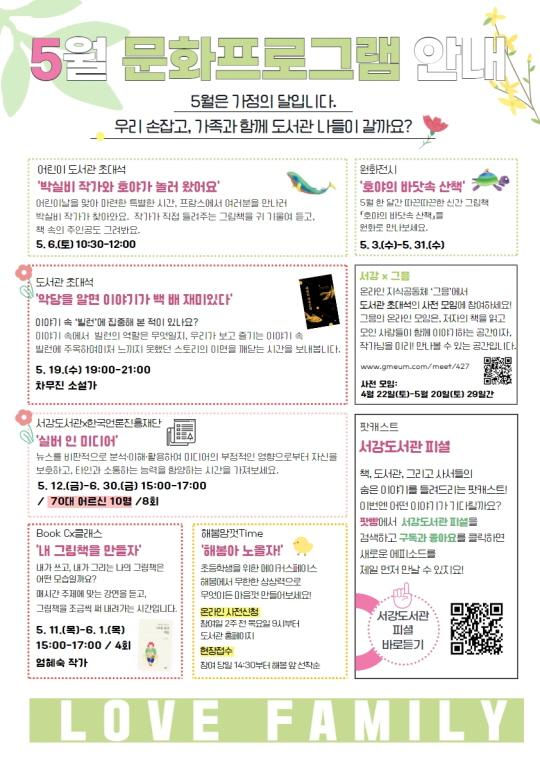 5월 문화프로그램 안내
5월은 가정의 달입니다.
우리 손잡고, 가족과 함께 도서관 나들이 갈까요?
어린이 도서관 초대석
'박실비 작가와 호야가 놀러 왔어요'
어린이날을 맞아 마련한 특별한 시간, 프랑스에서 여러분을 만나러
박실비 작가가 찾아와요. 작가가 직접 들려주는 그림책을 귀 기울여 듣고,
책 속의 주인공도 그려봐요.
5. 6.(토) 10:30-12:00
원화전시
'호야의 바닷속 산책'
5월 한 달간 따끈따끈한 신간 그림책
「호야의 바닷속 산책」를
원화로 만나보세요.
5. 3.(수)-5. 31.(수)
도서관 초대석
'악당을 알면 이야기가 백 배 재미있다'
이야기 속 '빌런'에 집중해 본 적이 있나요?
이야기 속에서 빌런의 역할은 무엇일지, 우리가 보고 즐기는 이야기 속
빌런에 주목하여미처 느끼지 못했던 스토리의 이면을 깨닫는 시간을 보내봅니다.
5. 19.(수) 19:00-21:00
차무진 소설가
서강 x 그믐
온라인 지식공동체 '그믐'에서
도서관 초대석의 사전 모임에 참여하세요!
그믐의 온라인 모임은, 저자의 책을 읽고
모인 사람들이 함께 이야기하는 공간이자,
작가님을 미리! 만나볼 수 있는 공간입니다.
www.gmeum.com/meet/427
사전 모임:
4월 22일(토)-5월 20일(토) 29일간
서강도서관x한국언론진흥재단
'실버 인 미디어'
뉴스를 비판적으로 분석·이해·활용하여 미디어의 부정적인 영향으로부터 자신을
보호하고, 타인과 소통하는 능력을 함양하는 시간을 가져보세요.
5. 12.(금)-6. 30.(금) 15:00-17:00
/ 70대 어르신 10명 /8회
팟캐스트
서강도서관 피셜
책, 도서관, 그리고 사서들의
숨은 이야기를 들려드리는 팟캐스트!
이번엔 어떤 이야기가 기다릴까요?
팟빵에서 서강도서관 피셜을
검색하고 구독과 좋아요를 클릭하면
새로운 에피소드를
제일 먼저 만날 수 있지요!
서강도서관
피셜
바로듣기
Book Cx클래스
'내 그림책을 만들자'
내가 쓰고, 내가 그리는 나의 그림책은
어떤 모습일까요?
매시간 주제에 맞는 강연을 듣고,
그림책을 조금씩 써 내려가는 시간입니다.
5. 11.(목)-6. 1.(목)
15:00-17:00 / 4회
엄혜숙 작가
해봄맘껏Time
'해봄아 노올자!'
초등학생을 위한 메이커스페이스
해봄에서 무한한 상상력으로
무엇이든 마음껏 만들어보세요!
온라인 사전신청
참여일 2주 전 목요일 9시부터
도서관 홈페이지
현장접수
참여 당일 14:30부터 해봄 앞 선착순
LOVE FAMILY